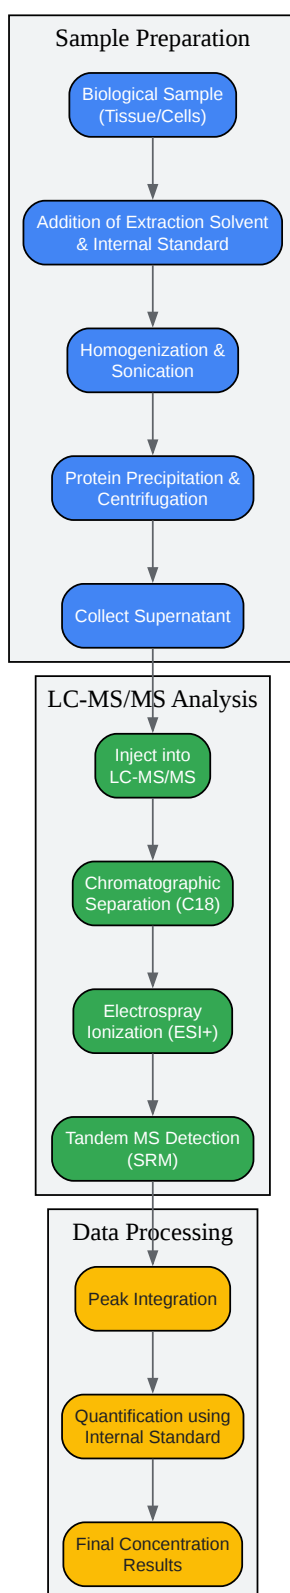 Sample Preparation
Biological Sample
(Tissue/Cells)
Addition of Extraction Solvent
& Internal Standard
Homogenization &
Sonication
Protein Precipitation &
Centrifugation
Collect Supernatant
LC-MS/MS Analysis
Inject into
LC-MS/MS
Chromatographic
Separation (C18)
Electrospray
Ionization (ESI+)
Tandem MS Detection
(SRM)
Data Processing
Peak Integration
Quantification using
Internal Standard
Final Concentration
Results